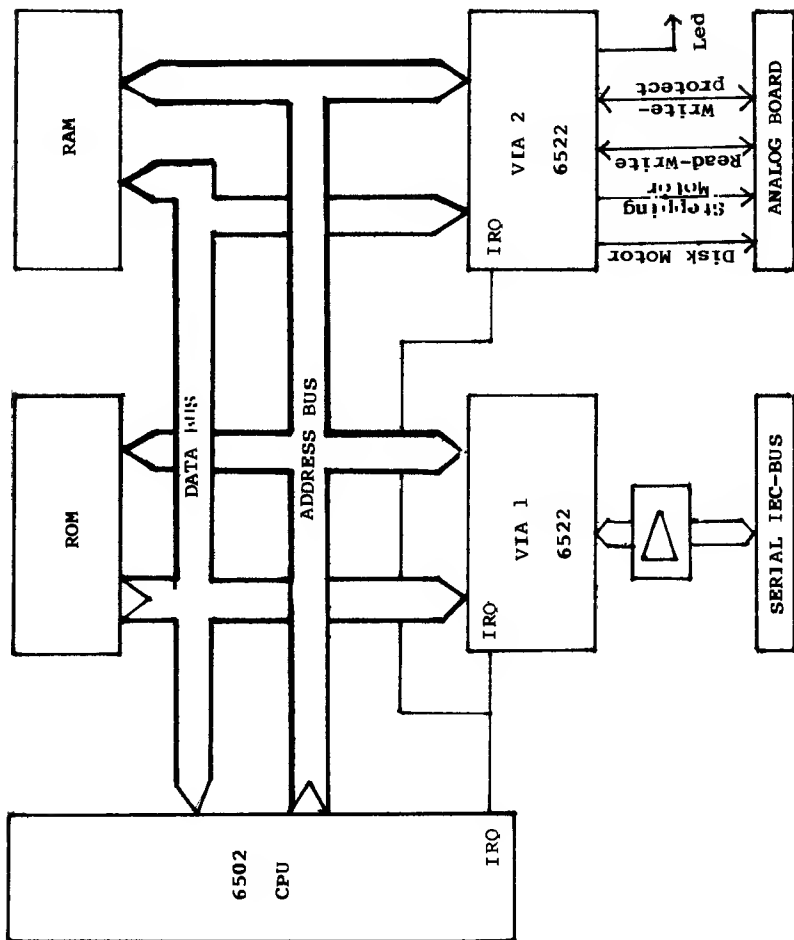 ROM
RAM
DATA BUS
6502
CPU
ADDRESS BUS
IRQ
IRQ
VIA 1
6522
IRQ
VIA 2
6522
Disk Motor
Stepping
Motor
Read-Write
Write-
protect
Led
SERIAL IEC-BUS
ANALOG BOARD